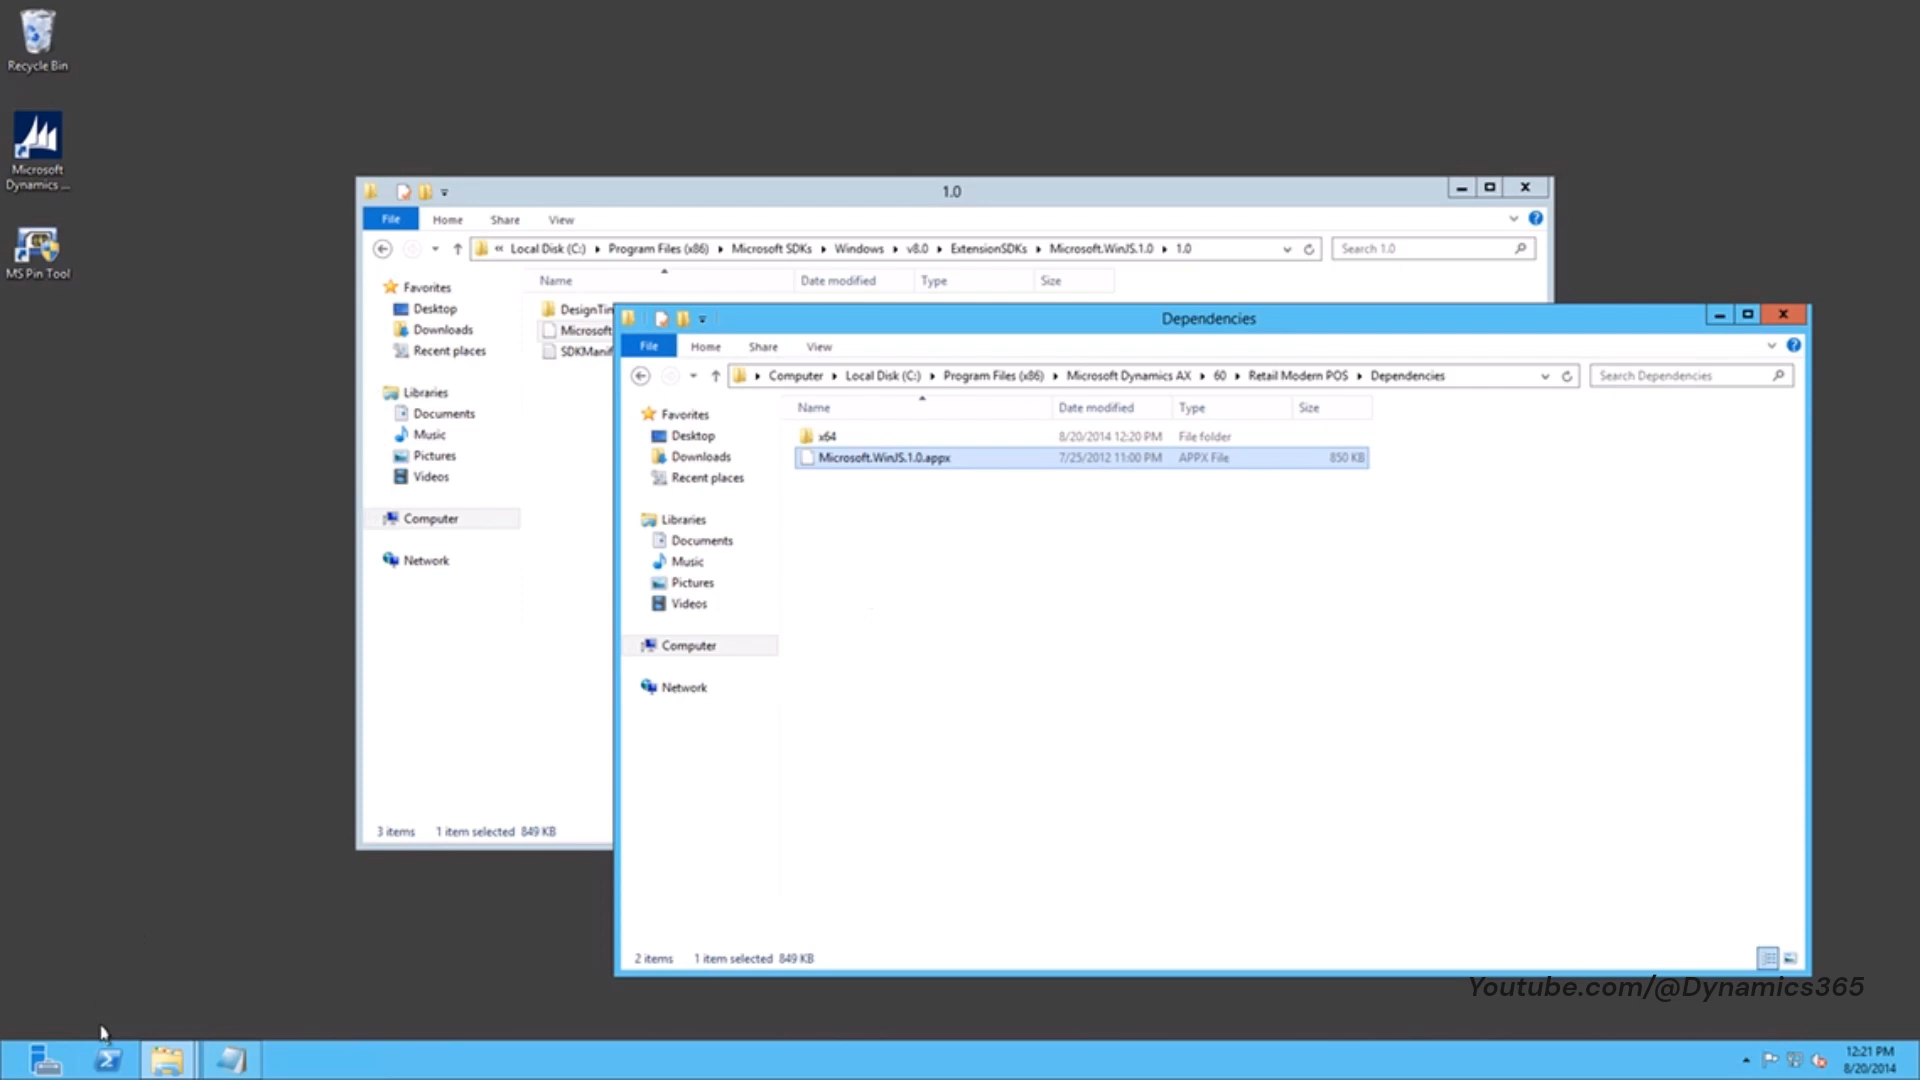 Recycle Bin
Microsoft
Dynamics ...
MS Pin Tool
1.0
File Home Share View
« Local Disk (C:) Program Files (x86) Microsoft SDKs Windows v8.0 ExtensionSDKs Microsoft.WinJS.1.0 1.0
Search 1.0
Name Date modified Type Size
Favorites
Desktop
Downloads
Recent places
Libraries
Documents
Music
Pictures
Videos
Computer
Network
DesignTim
Microsoft
SDKManif
3 items 1 item selected 849 KB
Dependencies
File Home Share View
Computer Local Disk (C:) Program Files (x86) Microsoft Dynamics AX 60 Retail Modern POS Dependencies
Search Dependencies
Name Date modified Type Size
Favorites
Desktop
Downloads
Recent places
Libraries
Documents
Music
Pictures
Videos
Computer
Network
x64 8/20/2014 12:20 PM File folder
Microsoft.WinJS.1.0.appx 7/25/2012 11:00 PM APPX File 850 KB
2 items 1 item selected 849 KB
Youtube.com/@Dynamics365
12:21 PM
8/20/2014